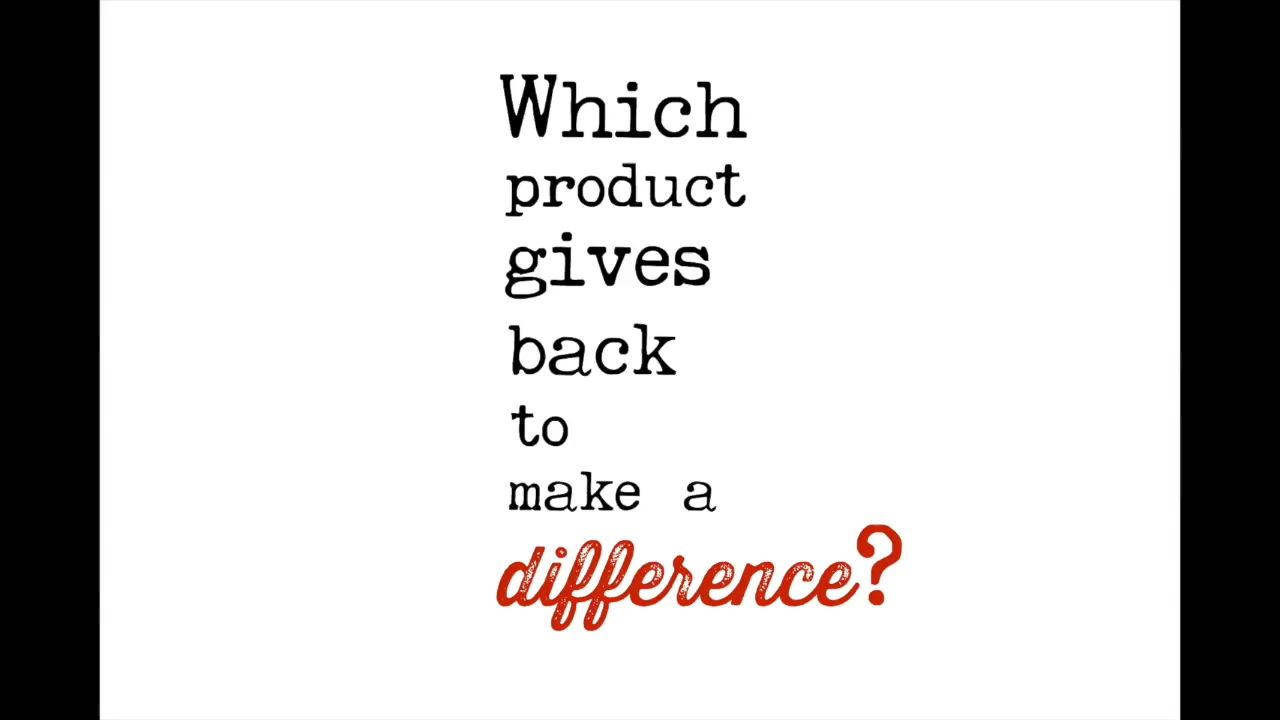 Which
product
gives
back
to
make a
difference?